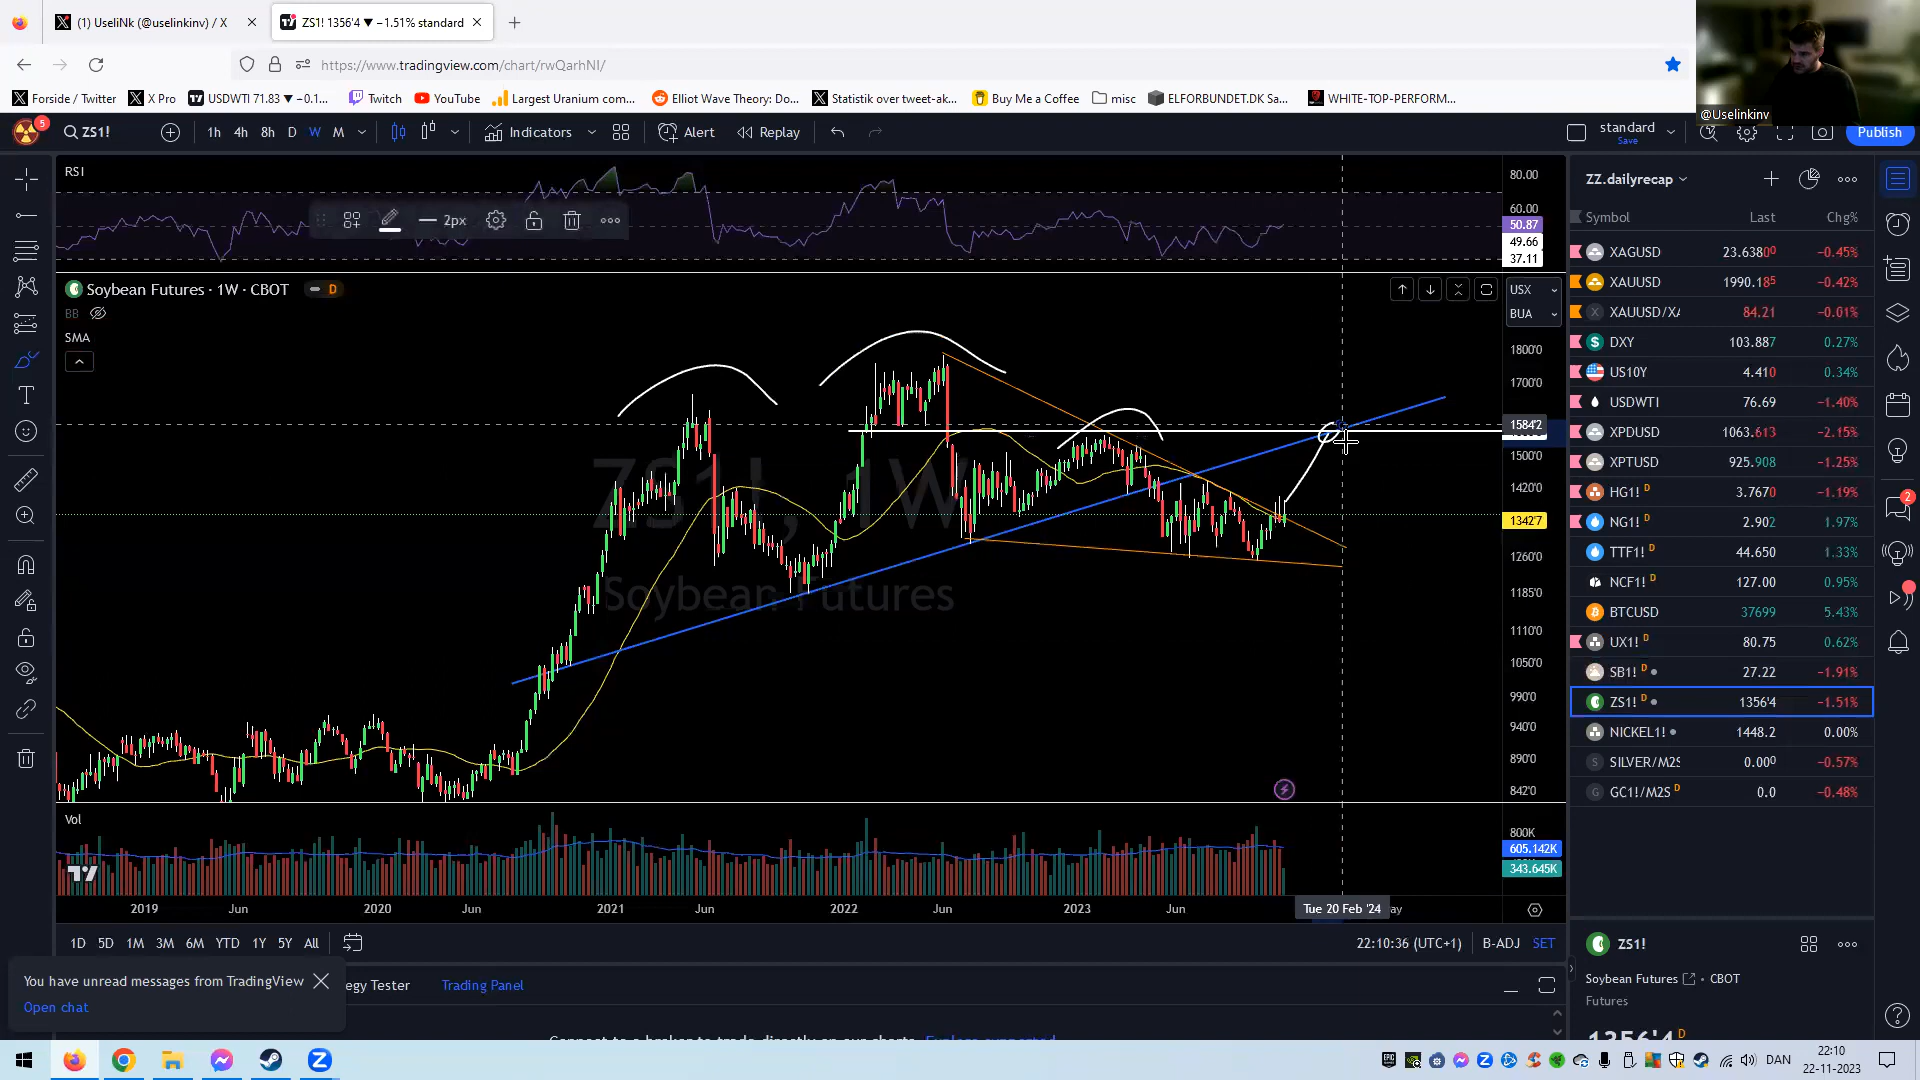 (1) UseliNk (@uselinkinv) / X
ZS1! 1356'4 ▼ −1.51% standard
https://www.tradingview.com/chart/rwQarhNI/
Forside / Twitter
X Pro
USDWTI 71.83 ▼ −0.1...
Twitch
YouTube
Largest Uranium com...
Elliot Wave Theory: Do...
Statistik over tweet-ak...
Buy Me a Coffee
misc
ELFORBUNDET.DK Sa...
WHITE-TOP-PERFORM...
@Uselinkinv
5
ZS1!
1h 4h 8h D W M
Indicators
Alert
Replay
standard
Save
Publish
RSI
2px
80.00
60.00
50.87
49.66
37.11
Soybean Futures · 1W · CBOT
D
BB
SMA
USX
BUA
ZS1!, 1W
Soybean Futures
1800'0
1700'0
1584'2
1500'0
1420'0
1342'7
1260'0
1185'0
1110'0
1050'0
990'0
940'0
890'0
842'0
Vol
800K
605.142K
343.645K
2019 Jun 2020 Jun 2021 Jun 2022 Jun 2023 Jun
Tue 20 Feb '24
ay
1D 5D 1M 3M 6M YTD 1Y 5Y All
22:10:36 (UTC+1)
B-ADJ
SET
You have unread messages from TradingView
Open chat
egy Tester
Trading Panel
ZZ.dailyrecap
Symbol Last Chg%
XAGUSD 23.6380⁰ −0.45%
XAUUSD 1990.18⁵ −0.42%
XAUUSD/XA 84.21 −0.01%
DXY 103.887 0.27%
US10Y 4.410 0.34%
USDWTI 76.69 −1.40%
XPDUSD 1063.613 −2.15%
XPTUSD 925.908 −1.25%
HG1! D 3.7670 −1.19%
NG1! D 2.902 1.97%
TTF1! D 44.650 1.33%
NCF1! D 127.00 0.95%
BTCUSD 37699 5.43%
UX1! D 80.75 0.62%
SB1! D 27.22 −1.91%
ZS1! D 1356'4 −1.51%
NICKEL1! 1448.2 0.00%
SILVER/M2S 0.00⁰ −0.57%
GC1!/M2S D 0.0 −0.48%
2
ZS1!
Soybean Futures · CBOT
Futures
1356'4 D
DAN
22:10
22-11-2023